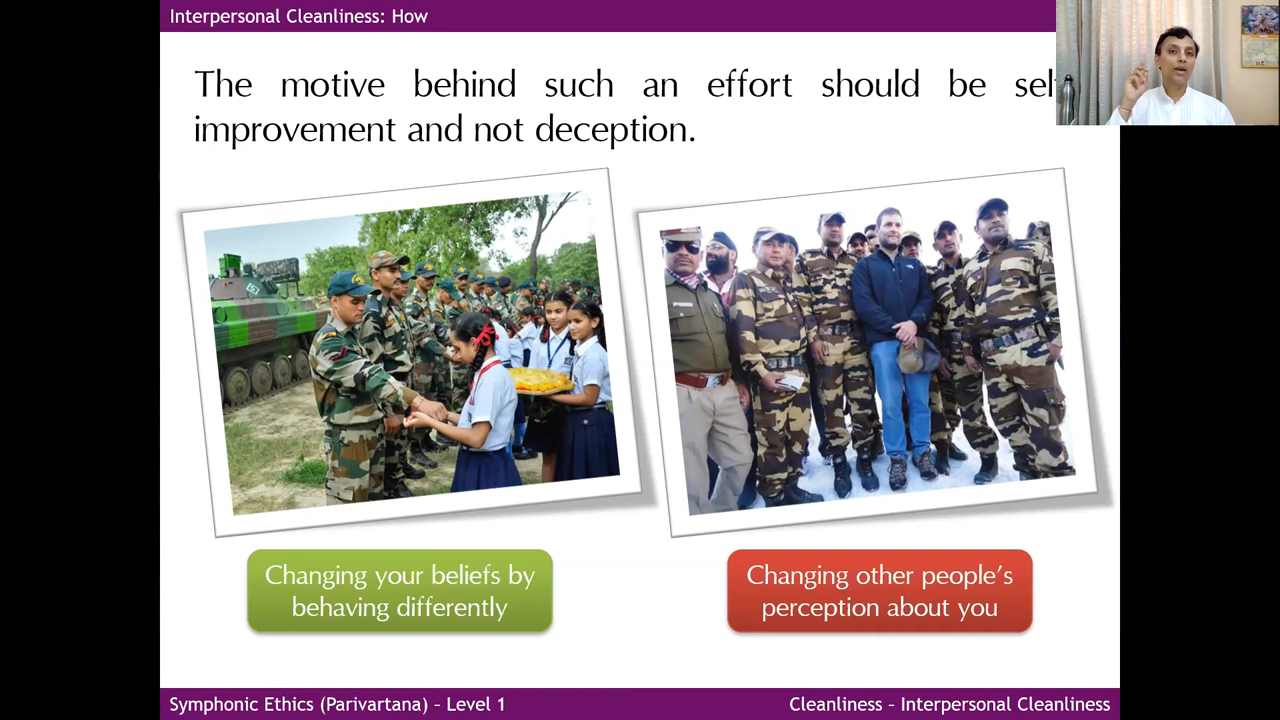 Interpersonal Cleanliness: How
The motive behind such an effort should be
improvement and not deception.
Changing your beliefs by
behaving differently
Changing other people's
perception about you
Symphonic Ethics (Parivartana) – Level 1
Cleanliness – Interpersonal Cleanliness